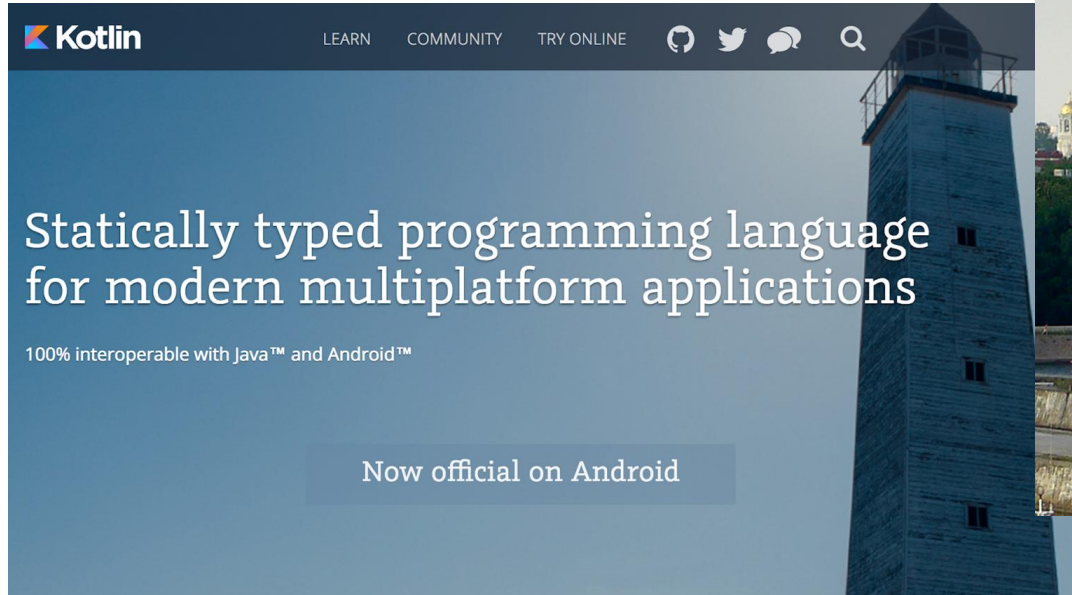 Kotlin
LEARN COMMUNITY TRY ONLINE
Statically typed programming language
for modern multiplatform applications
100% interoperable with Java™ and Android™
Now official on Android